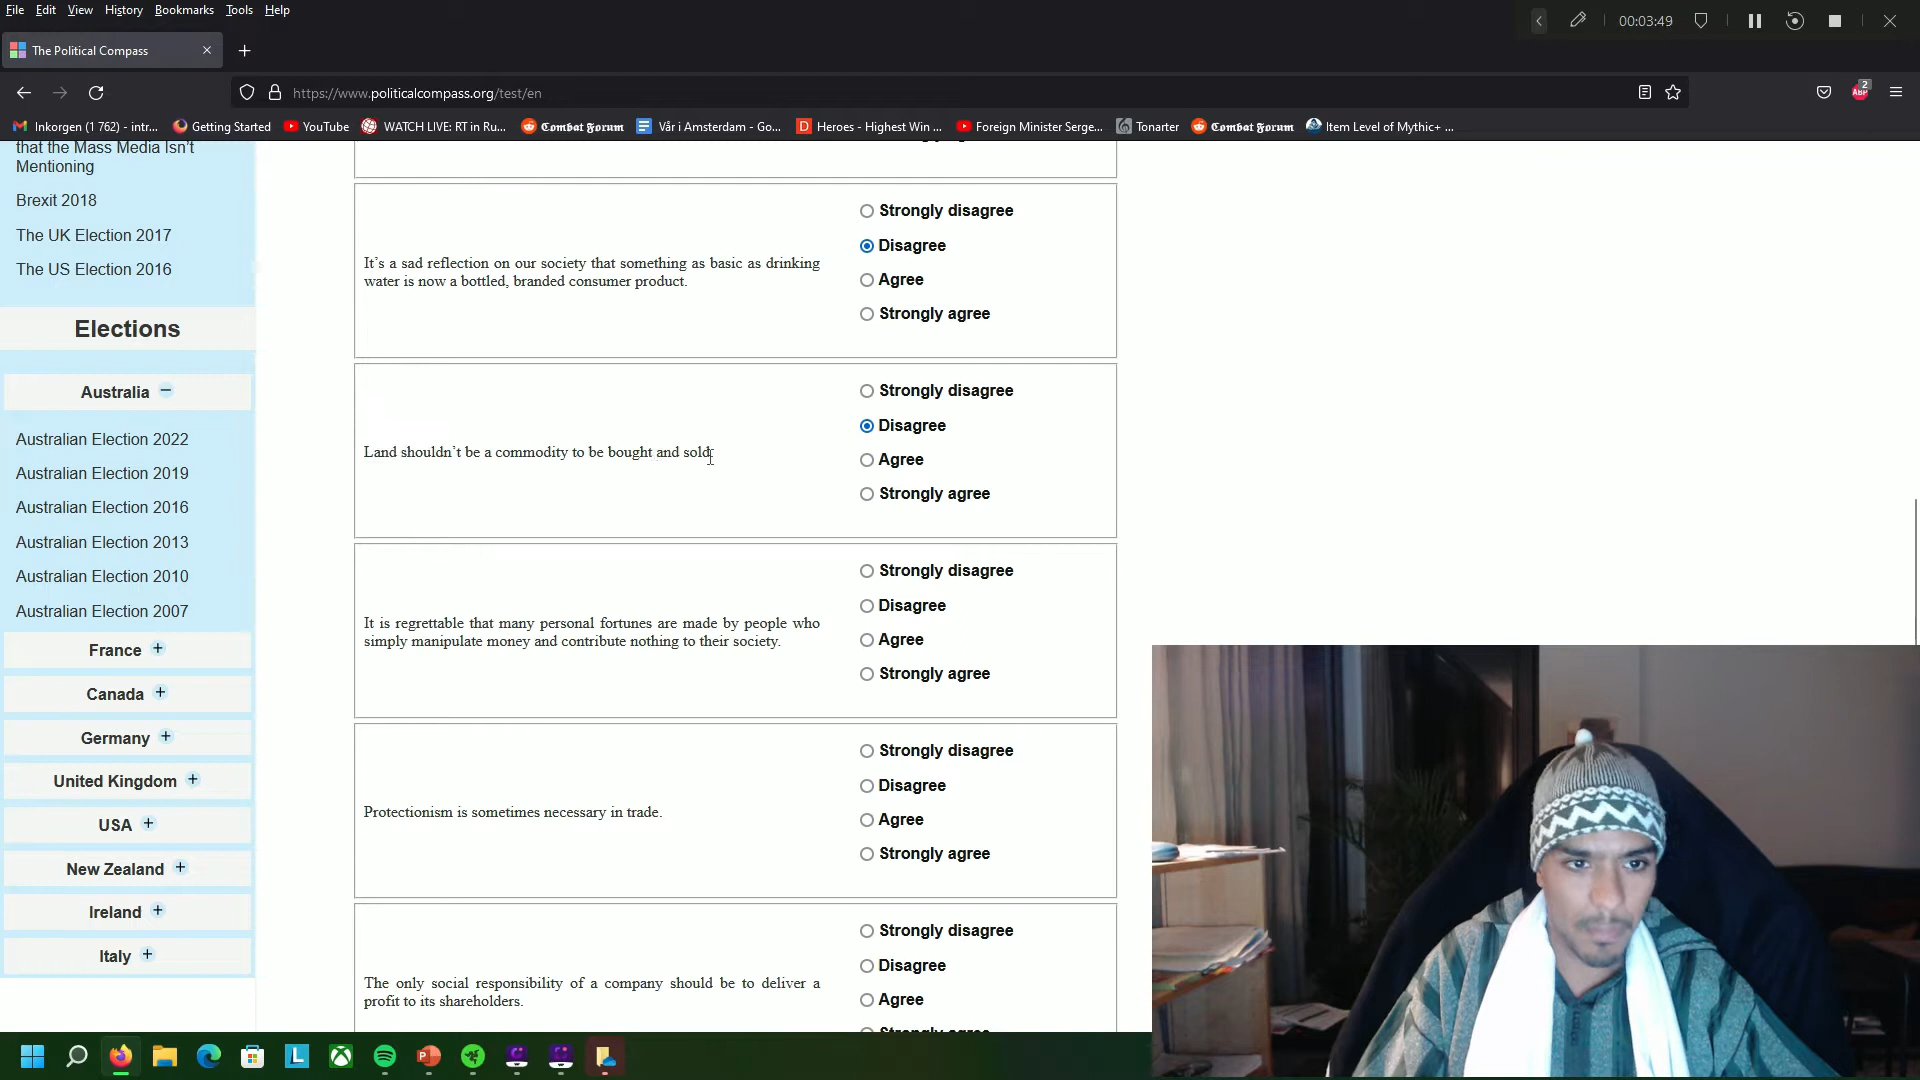 File Edit View History Bookmarks Tools Help
00:03:49
The Political Compass
https://www.politicalcompass.org/test/en
2
ABP
Inkorgen (1 762) - intr... Getting Started YouTube WATCH LIVE: RT in Ru... Combat Forum Vår i Amsterdam - Go... Heroes - Highest Win ... Foreign Minister Serge... Tonarter Combat Forum Item Level of Mythic+ ...
that the Mass Media Isn't
Mentioning
Brexit 2018
The UK Election 2017
The US Election 2016
Elections
Australia −
Australian Election 2022
Australian Election 2019
Australian Election 2016
Australian Election 2013
Australian Election 2010
Australian Election 2007
France +
Canada +
Germany +
United Kingdom +
USA +
New Zealand +
Ireland +
Italy +
It's a sad reflection on our society that something as basic as drinking
water is now a bottled, branded consumer product.
Strongly disagree
Disagree
Agree
Strongly agree
Land shouldn't be a commodity to be bought and sold.
Strongly disagree
Disagree
Agree
Strongly agree
It is regrettable that many personal fortunes are made by people who
simply manipulate money and contribute nothing to their society.
Strongly disagree
Disagree
Agree
Strongly agree
Protectionism is sometimes necessary in trade.
Strongly disagree
Disagree
Agree
Strongly agree
The only social responsibility of a company should be to deliver a
profit to its shareholders.
Strongly disagree
Disagree
Agree
Strongly agree